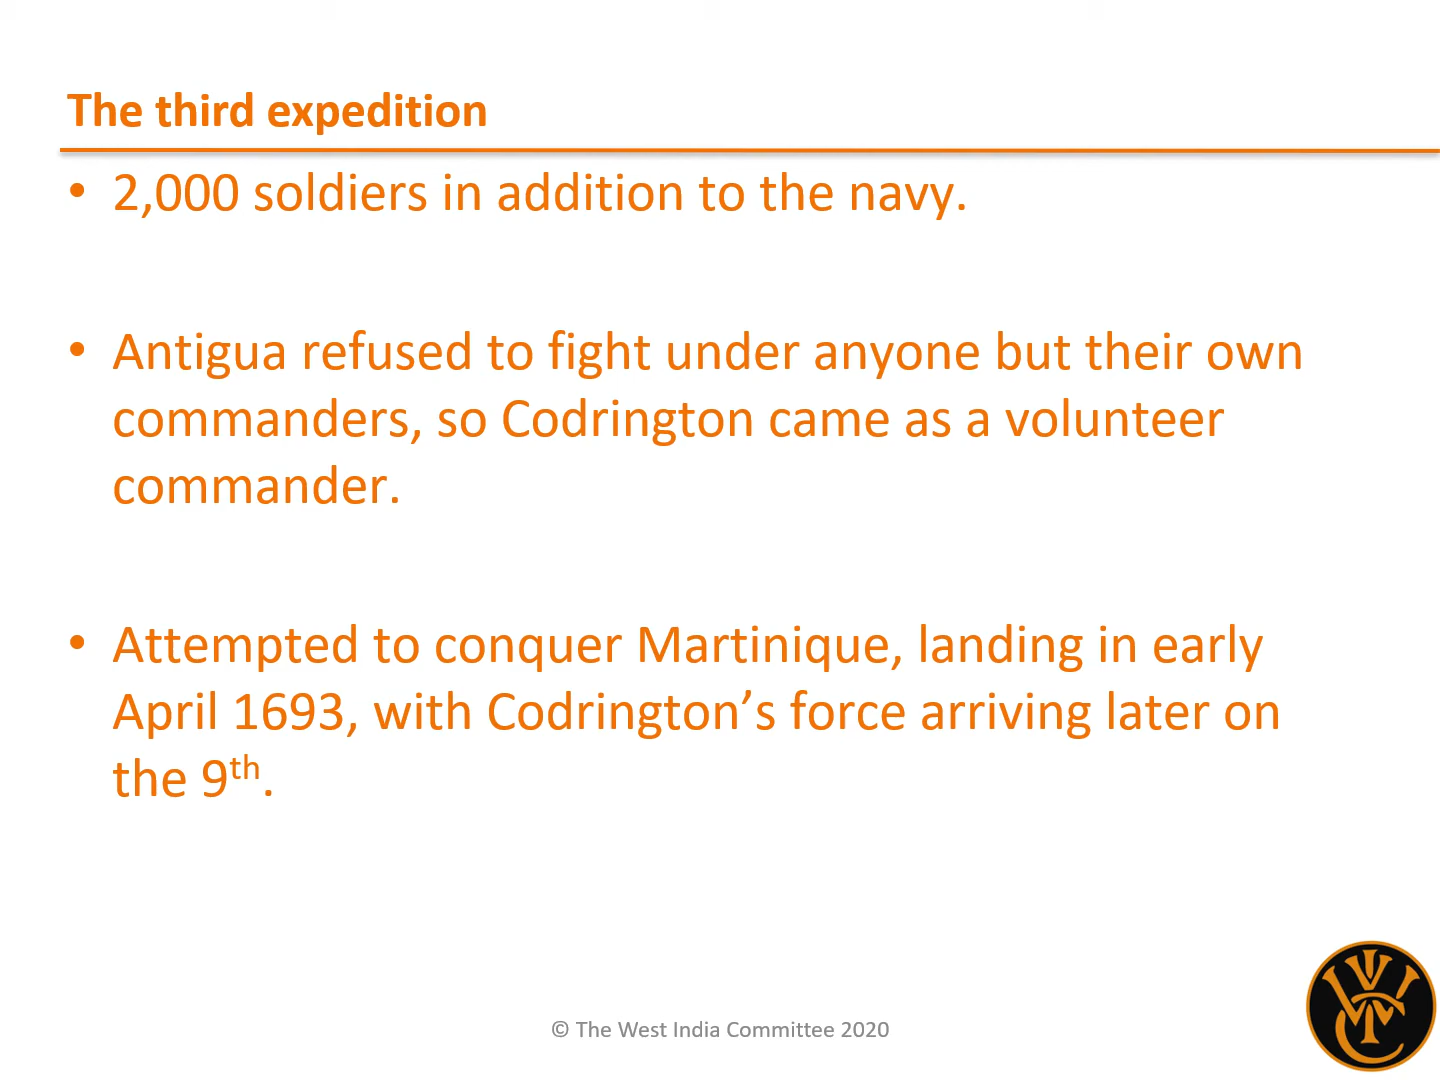 The third expedition
• 2,000 soldiers in addition to the navy.
• Antigua refused to fight under anyone but their own
commanders, so Codrington came as a volunteer
commander.
• Attempted to conquer Martinique, landing in early
April 1693, with Codrington’s force arriving later on
the 9th.
© The West India Committee 2020
WIC